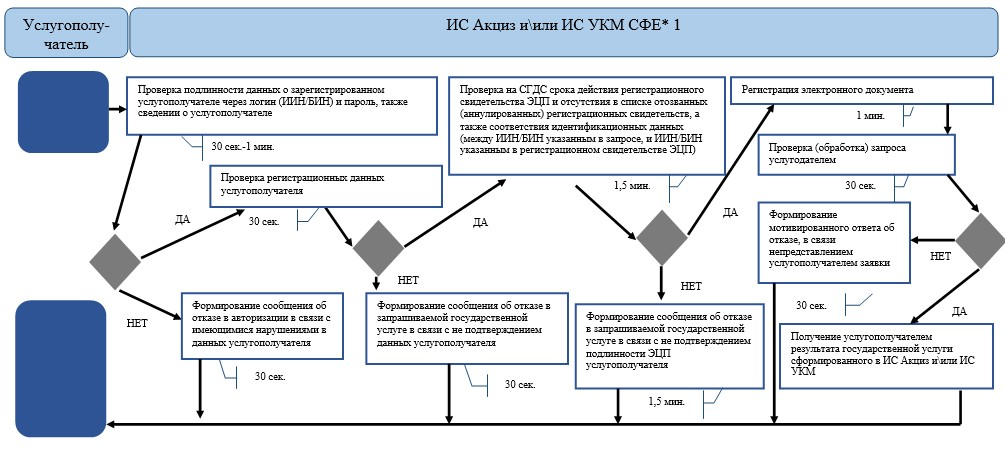 Услугополу-
чатель
ИС Акциз и\или ИС УКМ СФЕ* 1
Проверка подлинности данных о зарегистрированном
услугополучателе через логин (ИИН/БИН) и пароль, также
сведении о услугополучателе
30 сек.-1 мин.
Проверка регистрационных данных
услугополучателя
30 сек.
ДА
НЕТ
Формирование сообщения об
отказе в авторизации в связи с
имеющимися нарушениями в
данных услугополучателя
30 сек.
Проверка на СГДС срока действия регистрационного
свидетельства ЭЦП и отсутствия в списке отозванных
(аннулированных) регистрационных свидетельств, а
также соответствия идентификационных данных
(между ИИН/БИН указанным в запросе, и ИИН/БИН
указанным в регистрационном свидетельстве ЭЦП)
1,5 мин.
ДА
НЕТ
Формирование сообщения об отказе в
запрашиваемой государственной
услуге в связи с не подтверждением
данных услугополучателя
30 сек.
Регистрация электронного документа
1 мин.
ДА
НЕТ
Формирование сообщения об отказе в
запрашиваемой государственной
услуге в связи с не подтверждением
подлинности ЭЦП
услугополучателя
1,5 мин.
Проверка (обработка) запроса
услугодателем
30 сек.
Формирование
мотивированного ответа об
отказе, в связи
непредставлением
услугополучателем заявки
НЕТ
30 сек.
ДА
Получение услугополучателем
результата государственной услуги
сформированного в ИС Акциз и\или ИС
УКМ